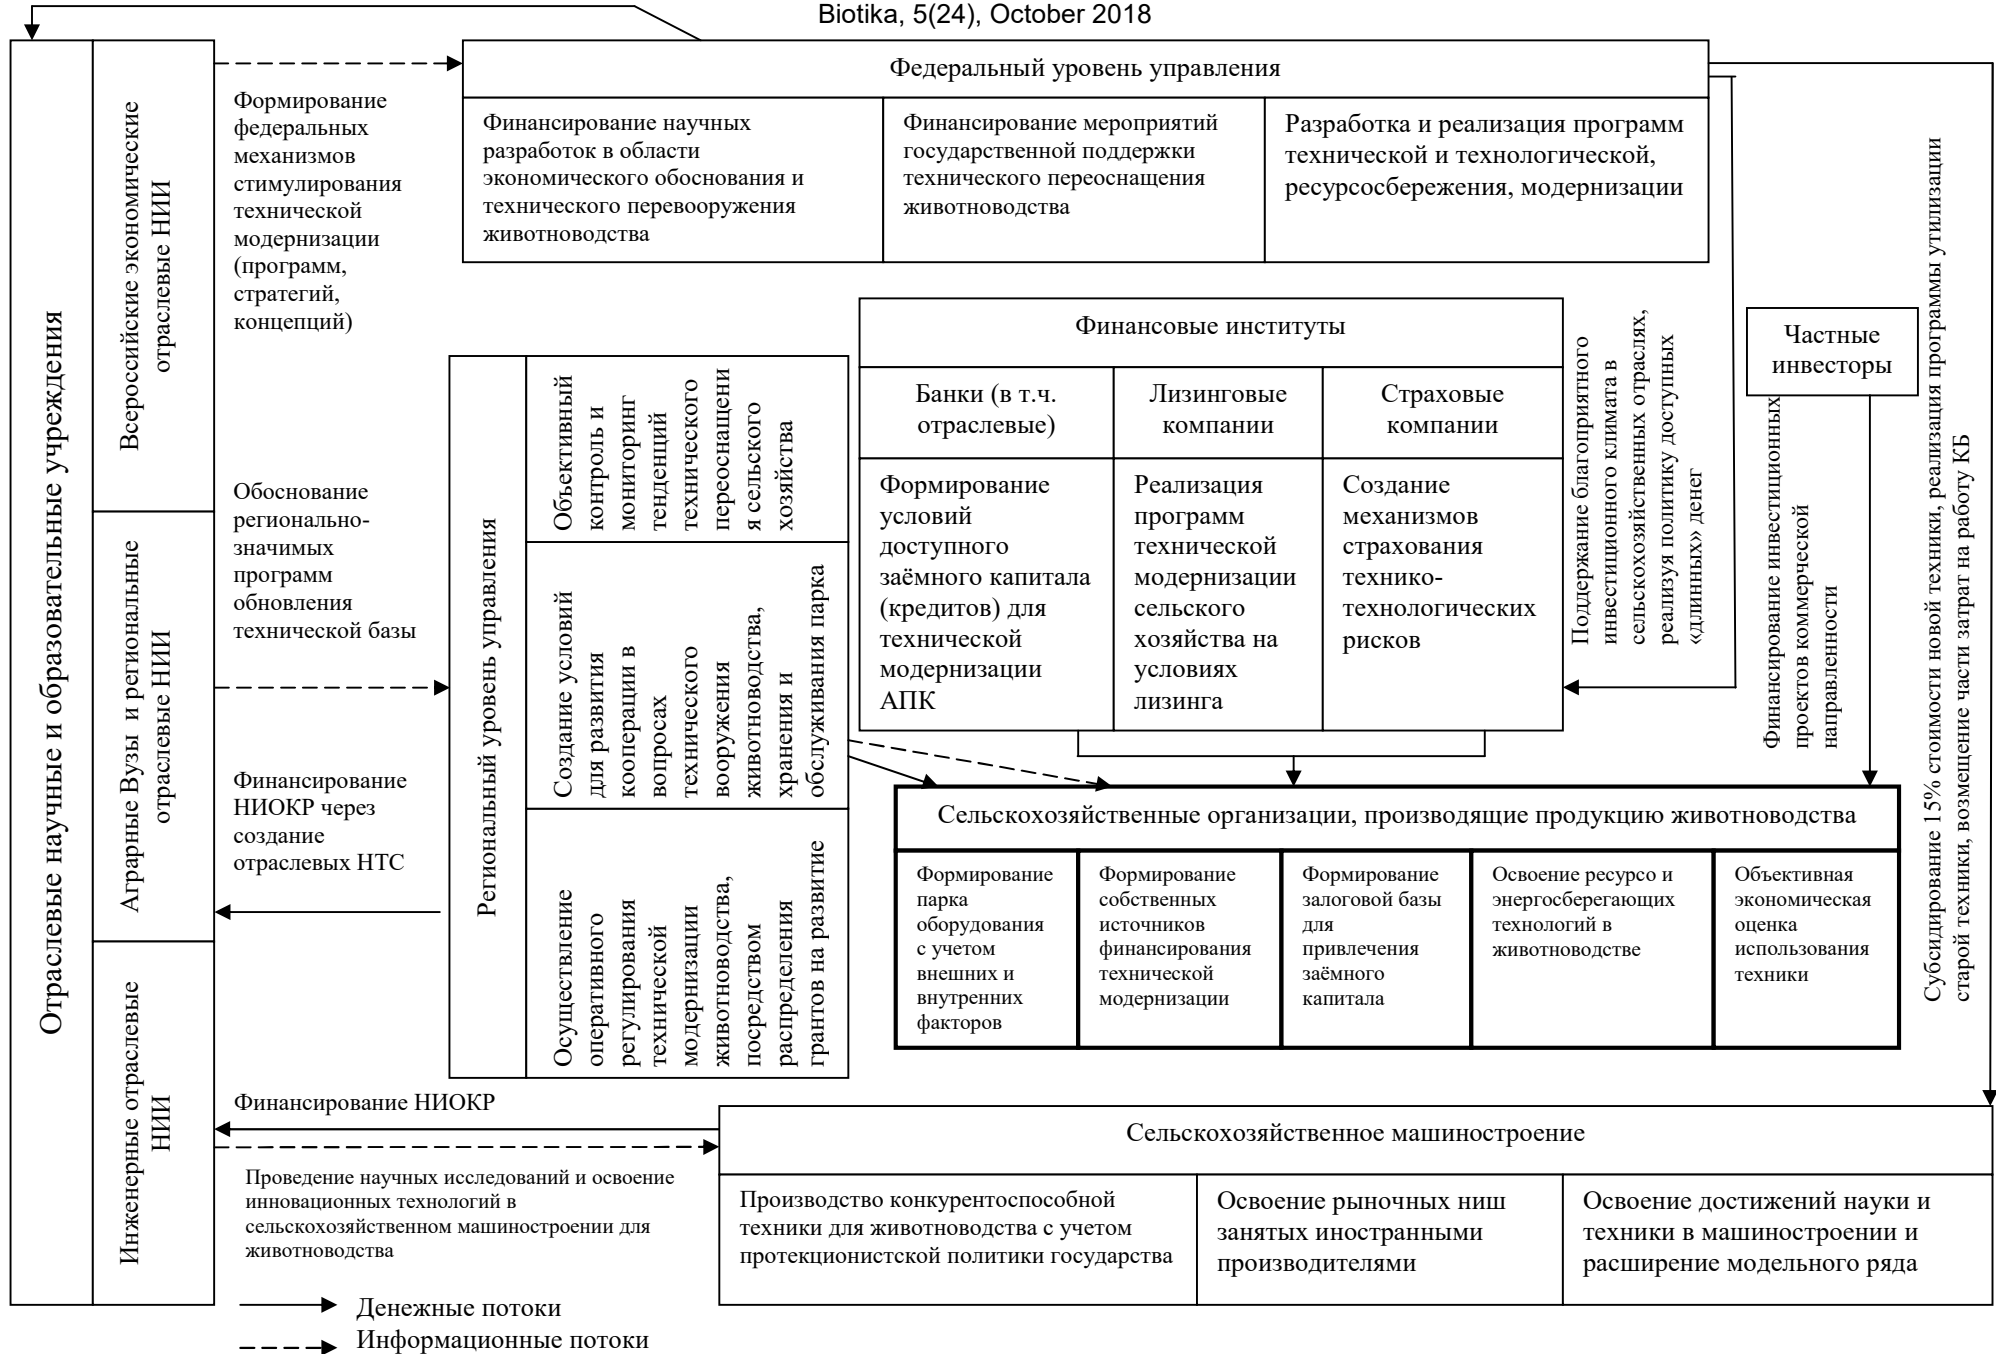 Biotika, 5(24), October 2018
Отраслевые научные и образовательные учреждения
Всероссийские экономические
отраслевые НИИ
Аграрные Вузы и региональные
отраслевые НИИ
Инженерные отраслевые
НИИ
Формирование
федеральных
механизмов
стимулирования
технической
модернизации
(программ,
стратегий,
концепций)
Обоснование
регионально-
значимых
программ
обновления
технической базы
Финансирование
НИОКР через
создание
отраслевых НТС
Федеральный уровень управления
Финансирование научных
разработок в области
экономического обоснования и
технического перевооружения
животноводства
Финансирование мероприятий
государственной поддержки
технического переоснащения
животноводства
Разработка и реализация программ
технической и технологической,
ресурсосбережения, модернизации
Региональный уровень управления
Объективный
контроль и
мониторинг
тенденций
технического
переоснащени
я сельского
хозяйства
Создание условий
для развития
кооперации в
вопросах
технического
вооружения
животноводства,
хранения и
обслуживания парка
Осуществление
оперативного
регулирования
технической
модернизации
животноводства,
посредством
распределения
грантов на развитие
Финансовые институты
Банки (в т.ч.
отраслевые)
Лизинговые
компании
Страховые
компании
Формирование
условий
доступного
заёмного капитала
(кредитов) для
технической
модернизации
АПК
Реализация
программ
технической
модернизации
сельского
хозяйства на
условиях
лизинга
Создание
механизмов
страхования
технико-
технологических
рисков
Поддержание благоприятного
инвестиционного климата в
сельскохозяйственных отраслях,
реализуя политику доступных
«длинных» денег
Частные
инвесторы
Финансирование инвестиционных
проектов коммерческой
направленности
Субсидирование 15% стоимости новой техники, реализация программы утилизации
старой техники, возмещение части затрат на работу КБ
Сельскохозяйственные организации, производящие продукцию животноводства
Формирование
парка
оборудования
с учетом
внешних и
внутренних
факторов
Формирование
собственных
источников
финансирования
технической
модернизации
Формирование
залоговой базы
для
привлечения
заёмного
капитала
Освоение ресурсо и
энергосберегающих
технологий в
животноводстве
Объективная
экономическая
оценка
использования
техники
Финансирование НИОКР
Проведение научных исследований и освоение
инновационных технологий в
сельскохозяйственном машиностроении для
животноводства
Сельскохозяйственное машиностроение
Производство конкурентоспособной
техники для животноводства с учетом
протекционистской политики государства
Освоение рыночных ниш
занятых иностранными
производителями
Освоение достижений науки и
техники в машиностроении и
расширение модельного ряда
Денежные потоки
Информационные потоки